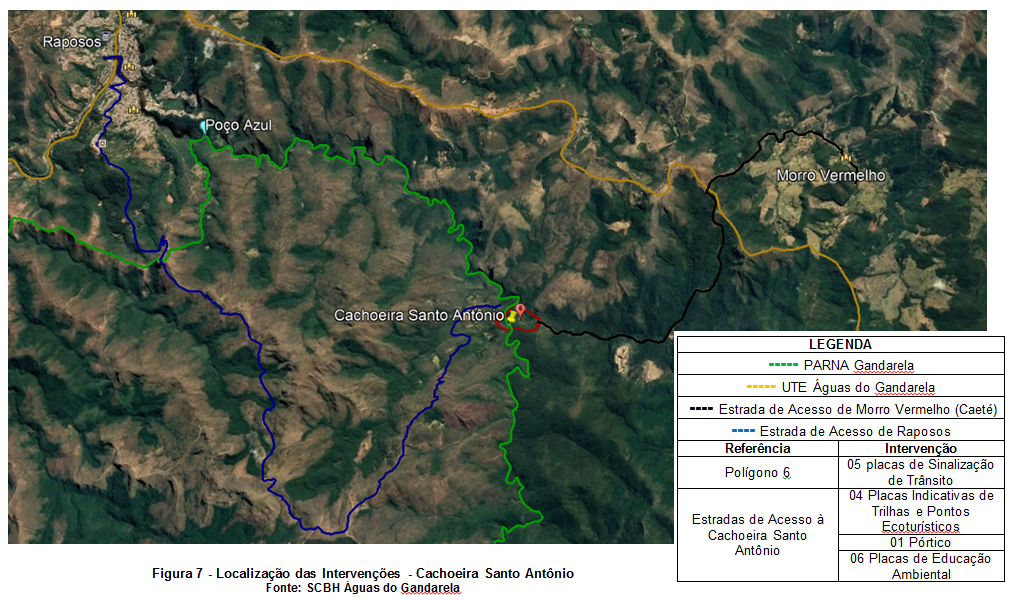 Raposos
Poço Azul
Morro Vermelho
Cachoeira Santo Antônio
LEGENDA
PARNA Gandarela
UTE Águas do Gandarela
Estrada de Acesso de Morro Vermelho (Caeté)
Estrada de Acesso de Raposos
Referência
Intervenção
Polígono 6
05 placas de Sinalização
de Trânsito
Estradas de Acesso à
Cachoeira Santo
Antônio
04 Placas Indicativas de
Trilhas e Pontos
Ecoturísticos
01 Pórtico
06 Placas de Educação
Ambiental
Figura 7 - Localização das Intervenções - Cachoeira Santo Antônio
Fonte: SCBH Águas do Gandarela